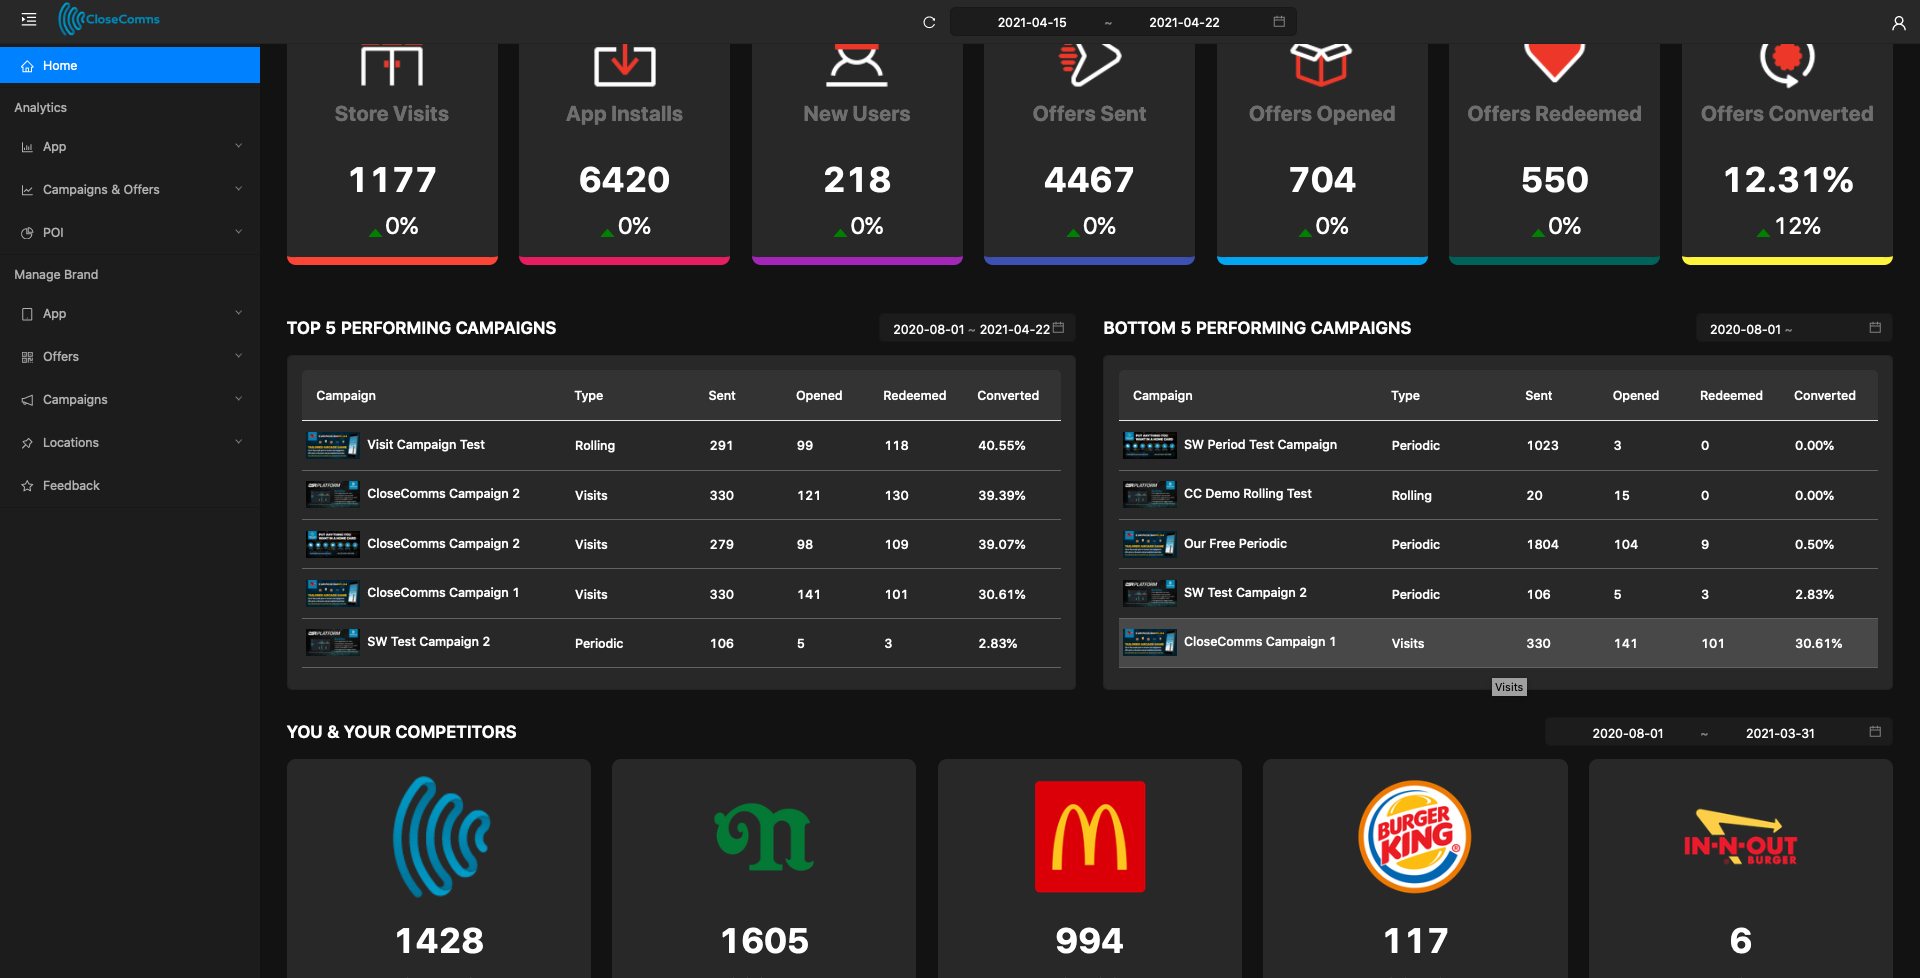 CloseComms
2021-04-15 ~ 2021-04-22
Home
Analytics
App
Campaigns & Offers
POI
Manage Brand
App
Offers
Campaigns
Locations
Feedback
Store Visits
1177
0%
App Installs
6420
0%
New Users
218
0%
Offers Sent
4467
0%
Offers Opened
704
0%
Offers Redeemed
550
0%
Offers Converted
12.31%
12%
TOP 5 PERFORMING CAMPAIGNS
2020-08-01 ~ 2021-04-22
Campaign Type Sent Opened Redeemed Converted
Visit Campaign Test Rolling 291 99 118 40.55%
CloseComms Campaign 2 Visits 330 121 130 39.39%
CloseComms Campaign 2 Visits 279 98 109 39.07%
CloseComms Campaign 1 Visits 330 141 101 30.61%
SW Test Campaign 2 Periodic 106 5 3 2.83%
BOTTOM 5 PERFORMING CAMPAIGNS
2020-08-01 ~
Campaign Type Sent Opened Redeemed Converted
SW Period Test Campaign Periodic 1023 3 0 0.00%
CC Demo Rolling Test Rolling 20 15 0 0.00%
Our Free Periodic Periodic 1804 104 9 0.50%
SW Test Campaign 2 Periodic 106 5 3 2.83%
CloseComms Campaign 1 Visits 330 141 101 30.61%
Visits
YOU & YOUR COMPETITORS
2020-08-01 ~ 2021-03-31
1428
1605
994
BURGER
KING
117
IN-N-OUT
BURGER
6